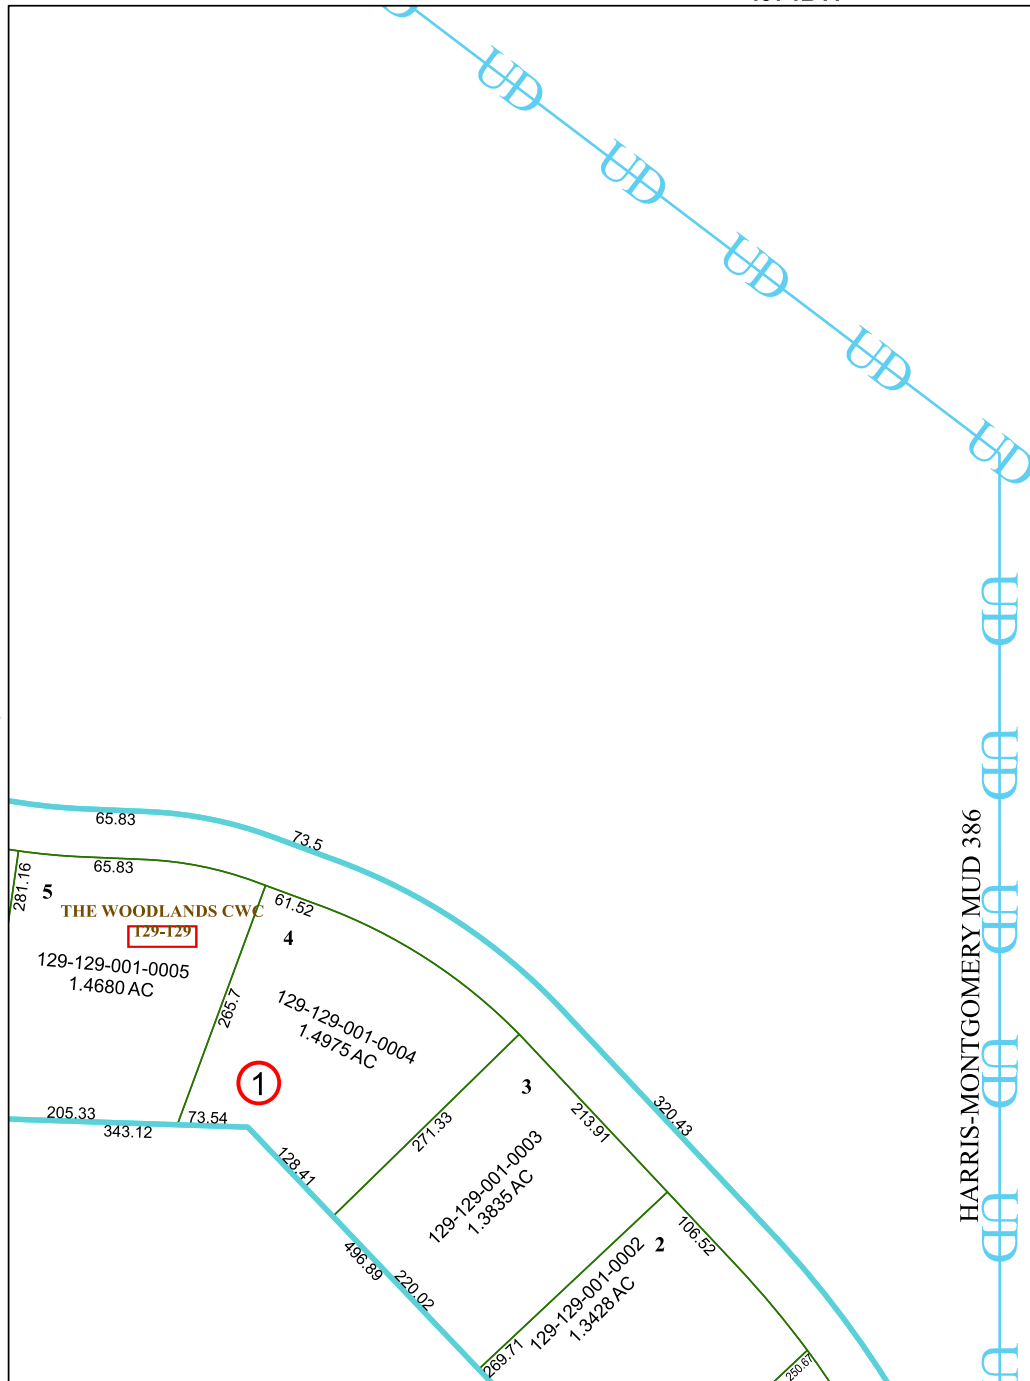 UD
UD
UD
UD
UD
UD
UD
UD
UD
HARRIS-MONTGOMERY MUD 386
65.83
73.5
65.83
281.16
5
61.52
THE WOODLANDS CWC
129-129
4
129-129-001-0005
1.4680 AC
265.7
129-129-001-0004
1.4975 AC
1
3
205.33
343.12
73.54
213.91
320.43
271.33
128.41
129-129-001-0003
1.3835 AC
106.52
2
496.89
220.02
129-129-001-0002
1.3428 AC
269.71
250.67